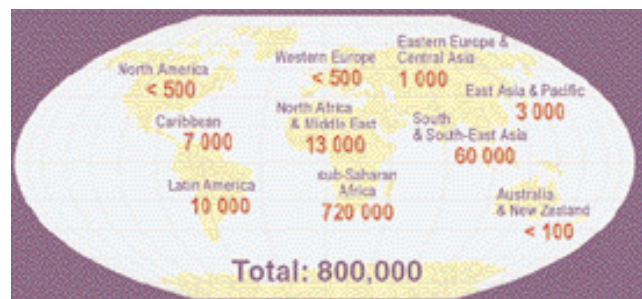 Eastern Europe &
Central Asia
1 000
Western Europe
< 500
North America
< 500
East Asia & Pacific
3 000
North Africa
& Middle East
13 000
South
& South-East Asia
60 000
Caribbean
7 000
sub-Saharan
Africa
720 000
Latin America
10 000
Australia
& New Zealand
< 100
Total: 800,000